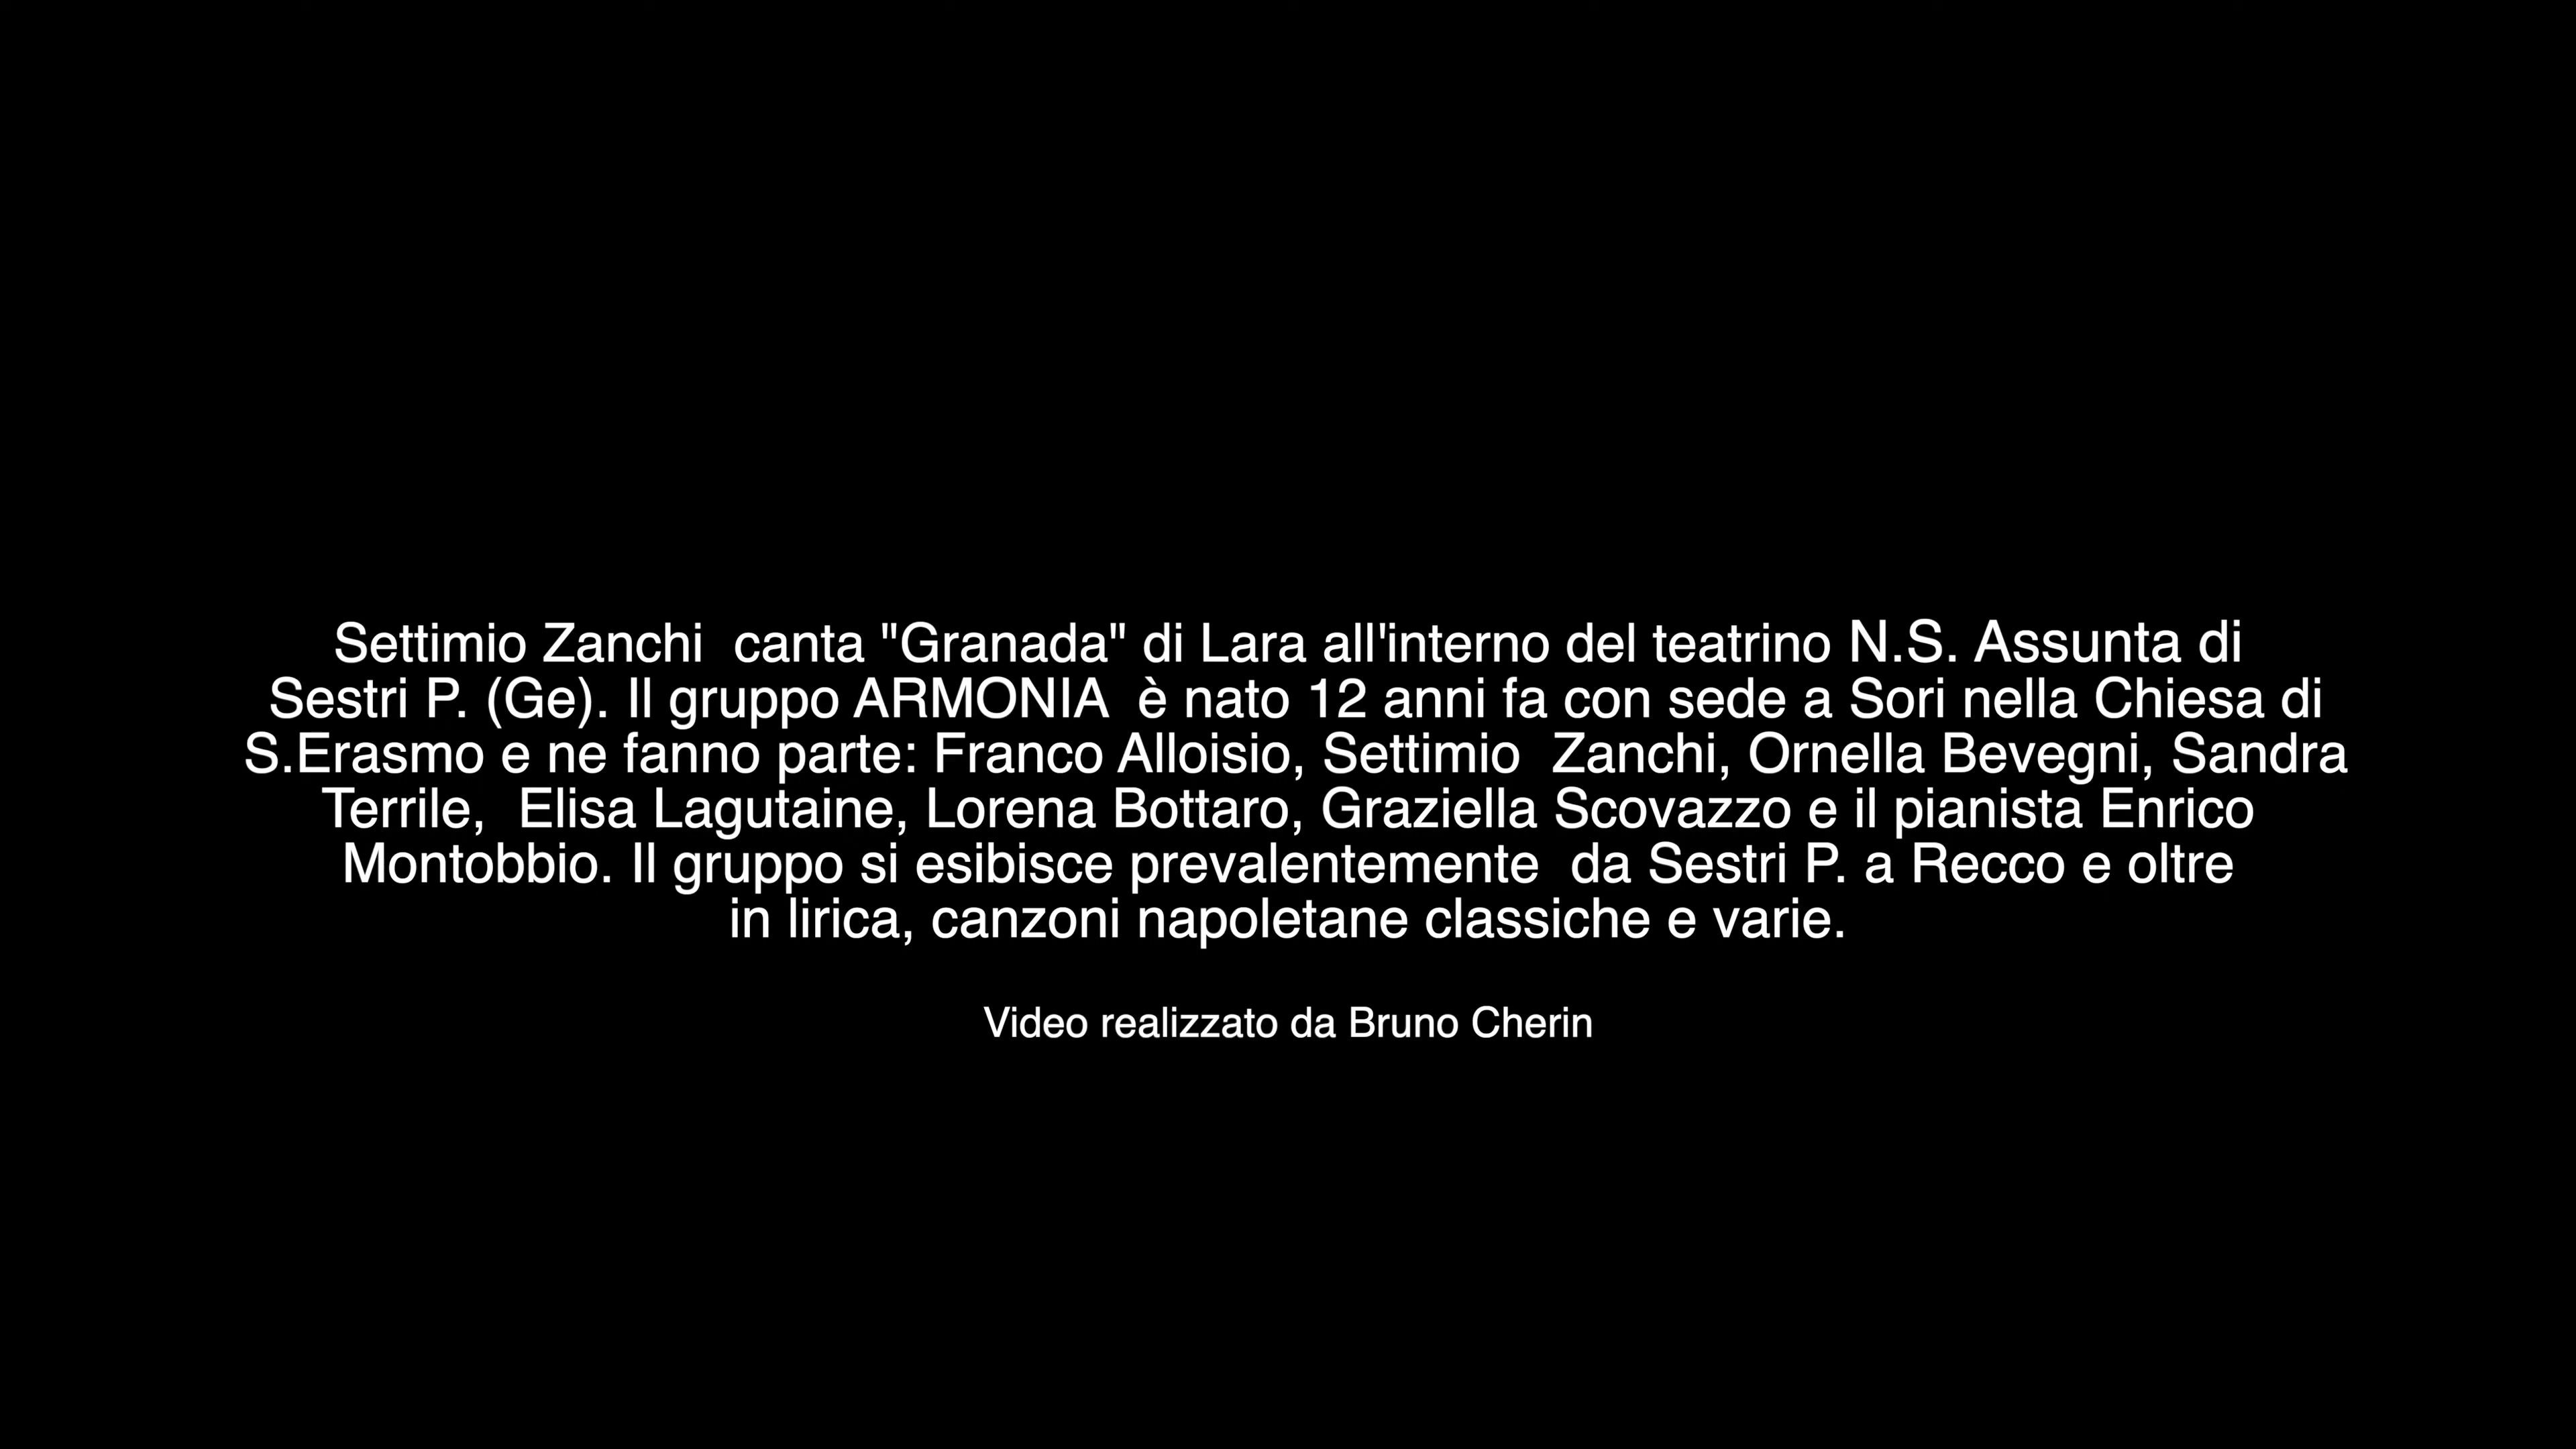 Settimio Zanchi  canta "Granada" di Lara all'interno del teatrino N.S. Assunta di
Sestri P. (Ge). Il gruppo ARMONIA  è nato 12 anni fa con sede a Sori nella Chiesa di
S.Erasmo e ne fanno parte: Franco Alloisio, Settimio  Zanchi, Ornella Bevegni, Sandra
Terrile,  Elisa Lagutaine, Lorena Bottaro, Graziella Scovazzo e il pianista Enrico
Montobbio. Il gruppo si esibisce prevalentemente  da Sestri P. a Recco e oltre
in lirica, canzoni napoletane classiche e varie.
Video realizzato da Bruno Cherin